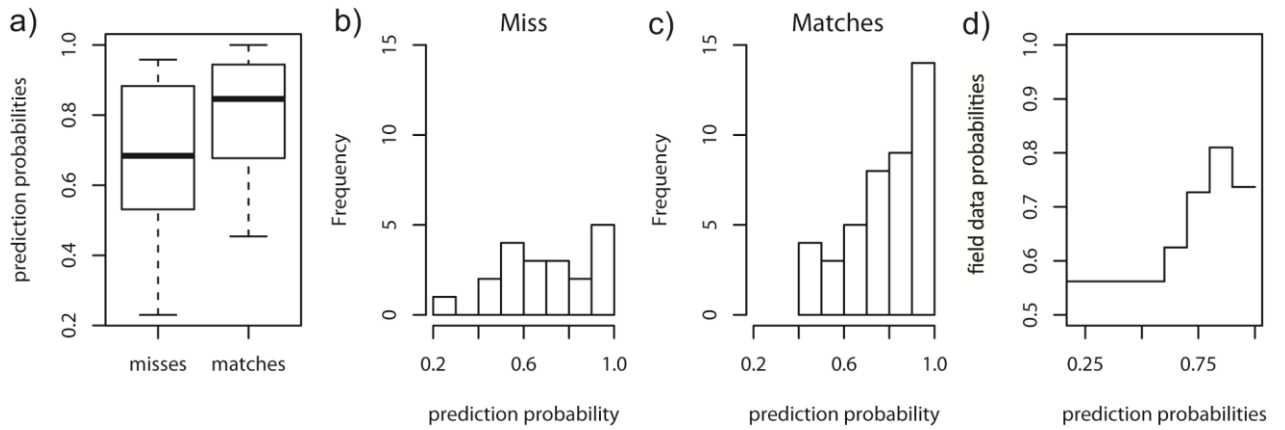 a)
prediction probabilities
1.0
0.8
0.6
0.4
0.2
misses matches
b)
Miss
Frequency
15
10
5
0
0.2 0.6 1.0
prediction probability
c)
Matches
Frequency
15
10
5
0
0.2 0.6 1.0
prediction probability
d)
field data probabilities
1.0
0.9
0.8
0.7
0.6
0.5
0.25 0.75
prediction probabilities